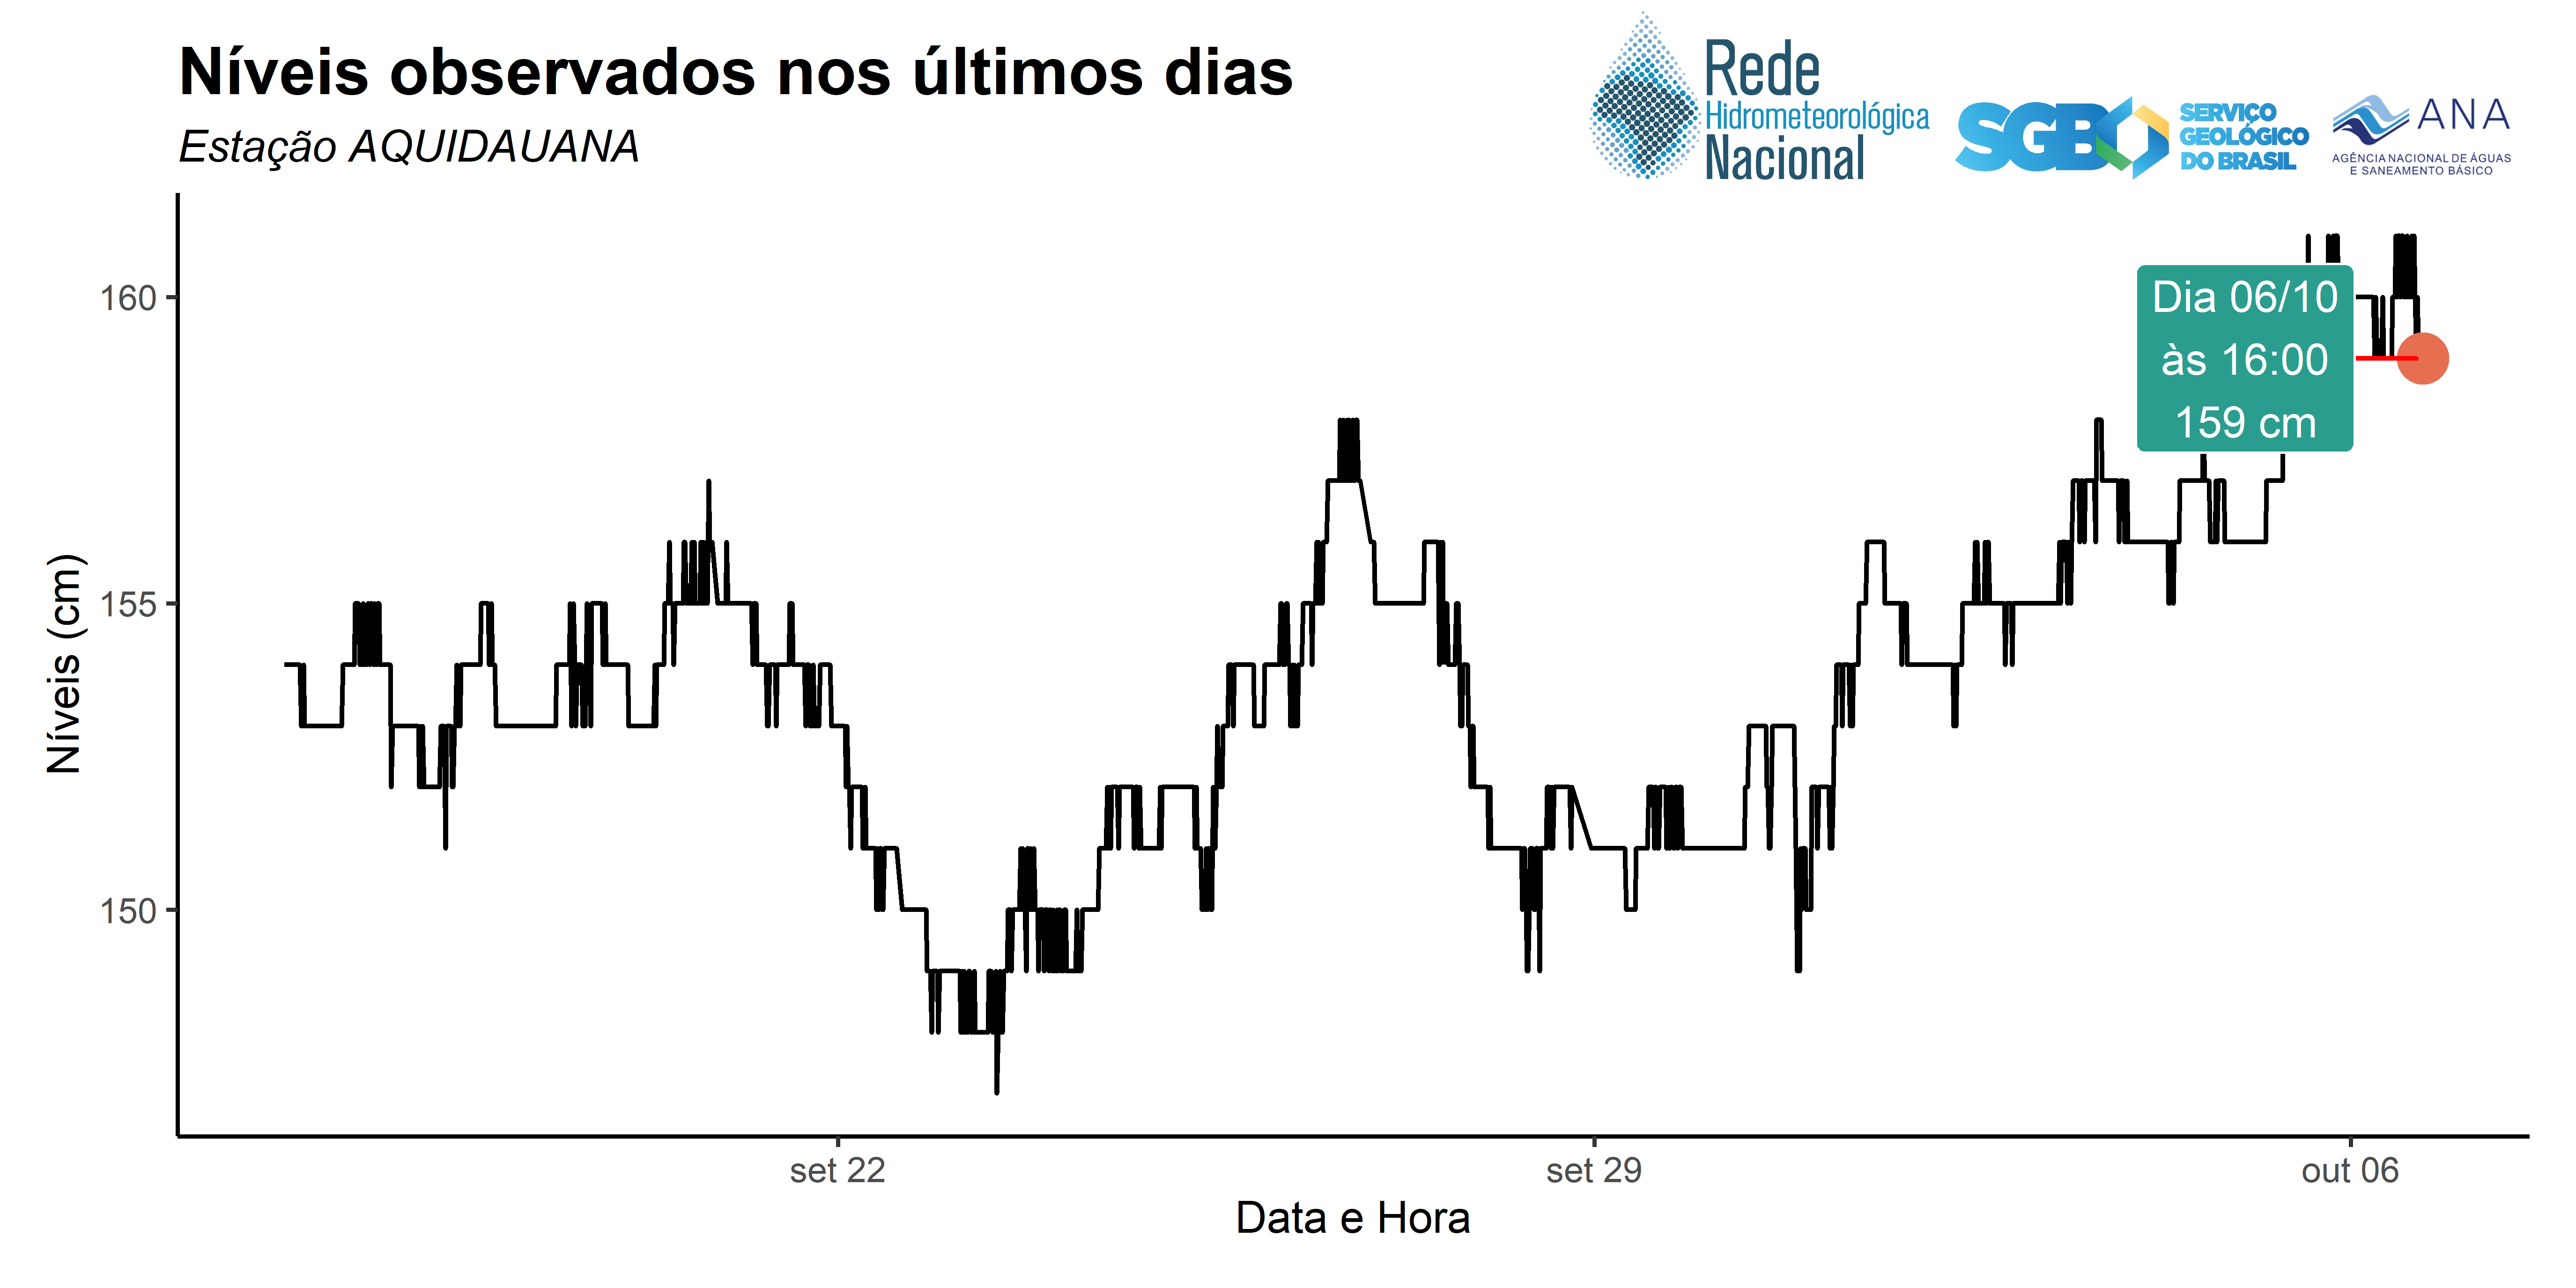 Níveis observados nos últimos dias
Estação AQUIDAUANA
Rede
Hidrometeorológica
Nacional
SGB
SERVIÇO
GEOLÓGICO
DO BRASIL
ANA
AGÊNCIA NACIONAL DE ÁGUAS
E SANEAMENTO BÁSICO
Níveis (cm)
160
155
150
Dia 06/10
às 16:00
159 cm
set 22
set 29
out 06
Data e Hora